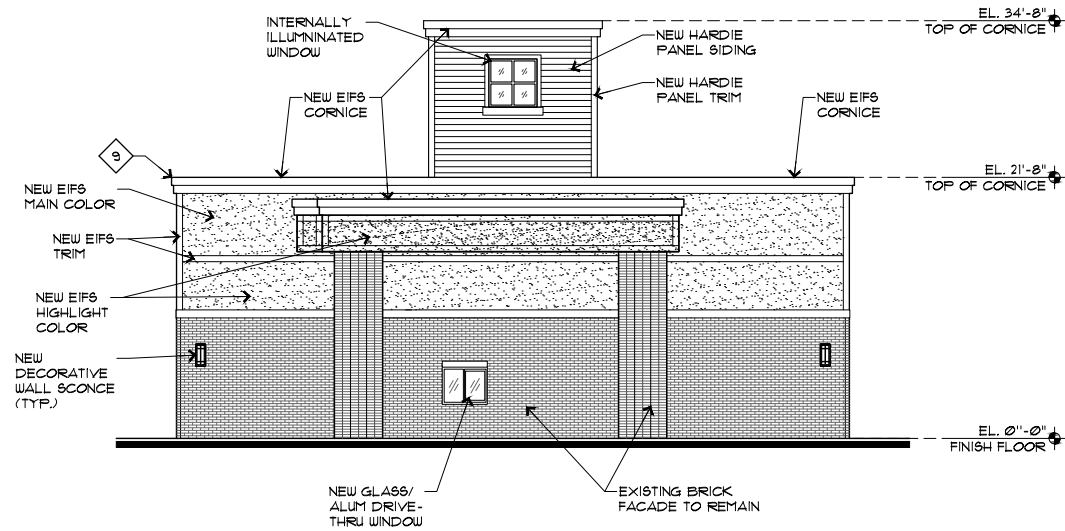 EL. 34'-8"
TOP OF CORNICE
INTERNALLY
ILLUMNINATED
WINDOW
NEW HARDIE
PANEL SIDING
NEW HARDIE
PANEL TRIM
NEW EIFS
CORNICE
NEW EIFS
CORNICE
9
EL. 21'-8"
TOP OF CORNICE
NEW EIFS
MAIN COLOR
NEW EIFS
TRIM
NEW EIFS
HIGHLIGHT
COLOR
NEW
DECORATIVE
WALL SCONCE
(TYP.)
EL. 0'-0"
FINISH FLOOR
NEW GLASS/
ALUM DRIVE-
THRU WINDOW
EXISTING BRICK
FACADE TO REMAIN